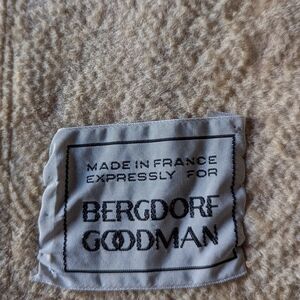 MADE IN FRANCE
EXPRESSLY FOR
BERGDORF
GOODMAN